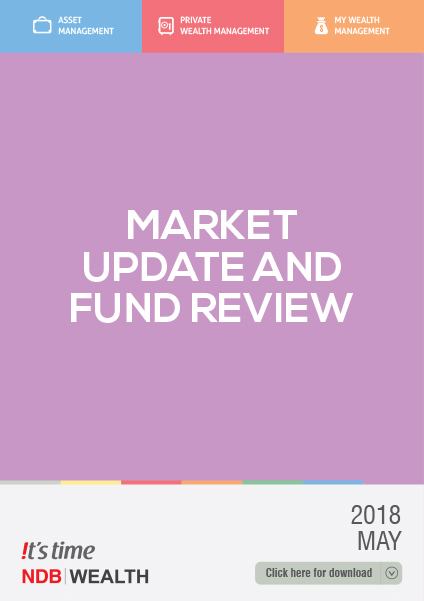 ASSET
MANAGEMENT
PRIVATE
WEALTH MANAGEMENT
MY WEALTH
MANAGEMENT
MARKET
UPDATE AND
FUND REVIEW
2018
MAY
!t's time
NDB WEALTH
Click here for download